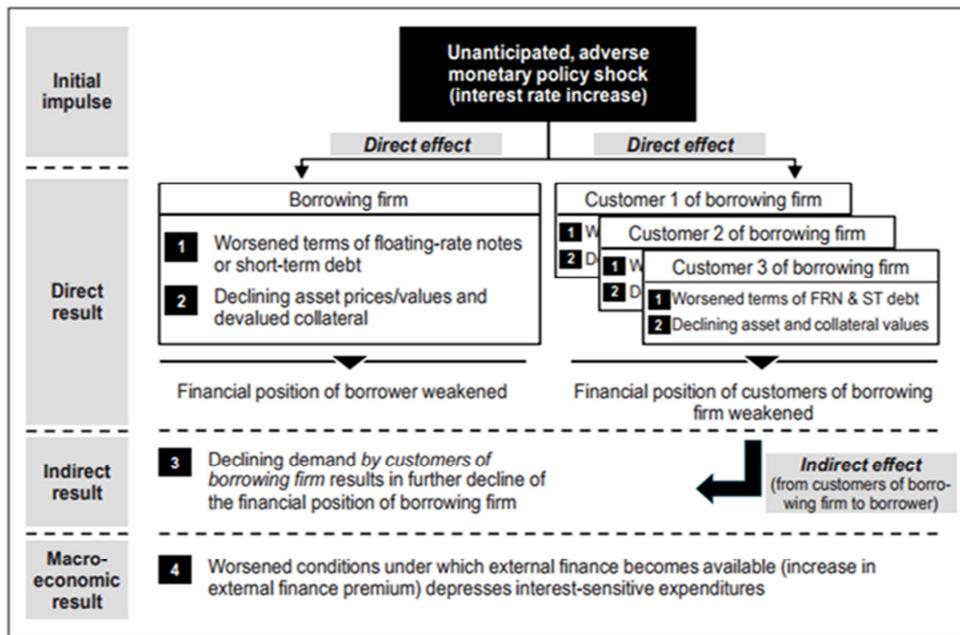 Initial
impulse
Unanticipated, adverse
monetary policy shock
(interest rate increase)
Direct effect
Direct effect
Direct
result
Borrowing firm
1 Worsened terms of floating-rate notes
or short-term debt
2 Declining asset prices/values and
devalued collateral
Financial position of borrower weakened
Customer 1 of borrowing firm
1 W
2 D
Customer 2 of borrowing firm
1 W
2 D
Customer 3 of borrowing firm
1 Worsened terms of FRN & ST debt
2 Declining asset and collateral values
Financial position of customers of borrowing
firm weakened
Indirect
result
3 Declining demand by customers of
borrowing firm results in further decline of
the financial position of borrowing firm
Indirect effect
(from customers of borro-
wing firm to borrower)
Macro-
economic
result
4 Worsened conditions under which external finance becomes available (increase in
external finance premium) depresses interest-sensitive expenditures